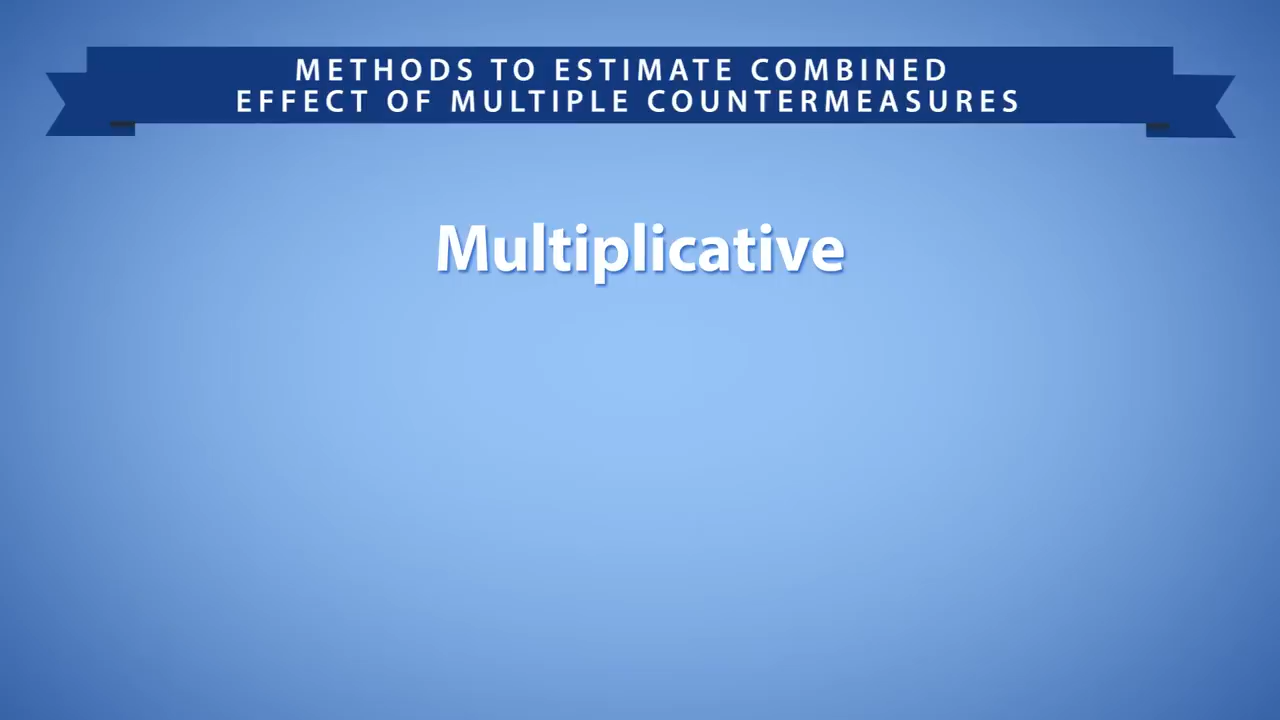 METHODS TO ESTIMATE COMBINED
EFFECT OF MULTIPLE COUNTERMEASURES
Multiplicative